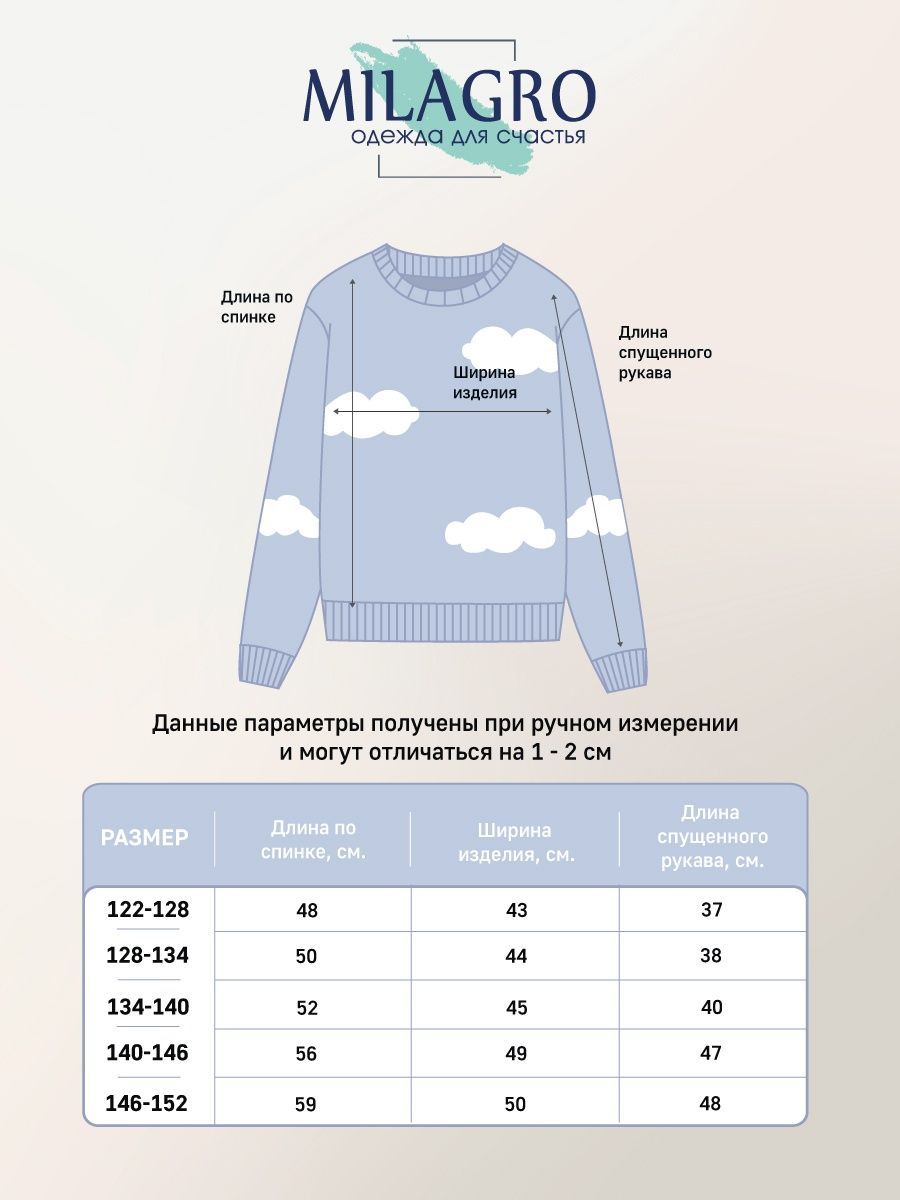 MILAGRO
одежда для счастья
Длина по
спинке
Длина
спущенного
рукава
Ширина
изделия
Данные параметры получены при ручном измерении
и могут отличаться на 1 - 2 см
РАЗМЕР
Длина по
спинке, см.
Ширина
изделия, см.
Длина
спущенного
рукава, см.
122-128 48 43 37
128-134 50 44 38
134-140 52 45 40
140-146 56 49 47
146-152 59 50 48